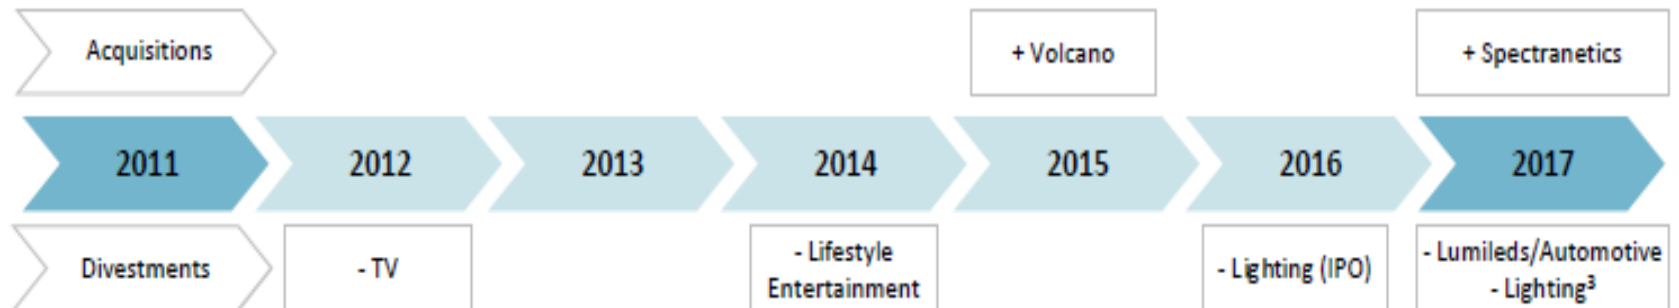 Acquisitions
+ Volcano
+ Spectranetics
2011
2012
2013
2014
2015
2016
2017
Divestments
- TV
- Lifestyle
Entertainment
- Lighting (IPO)
- Lumileds/Automotive
- Lighting³